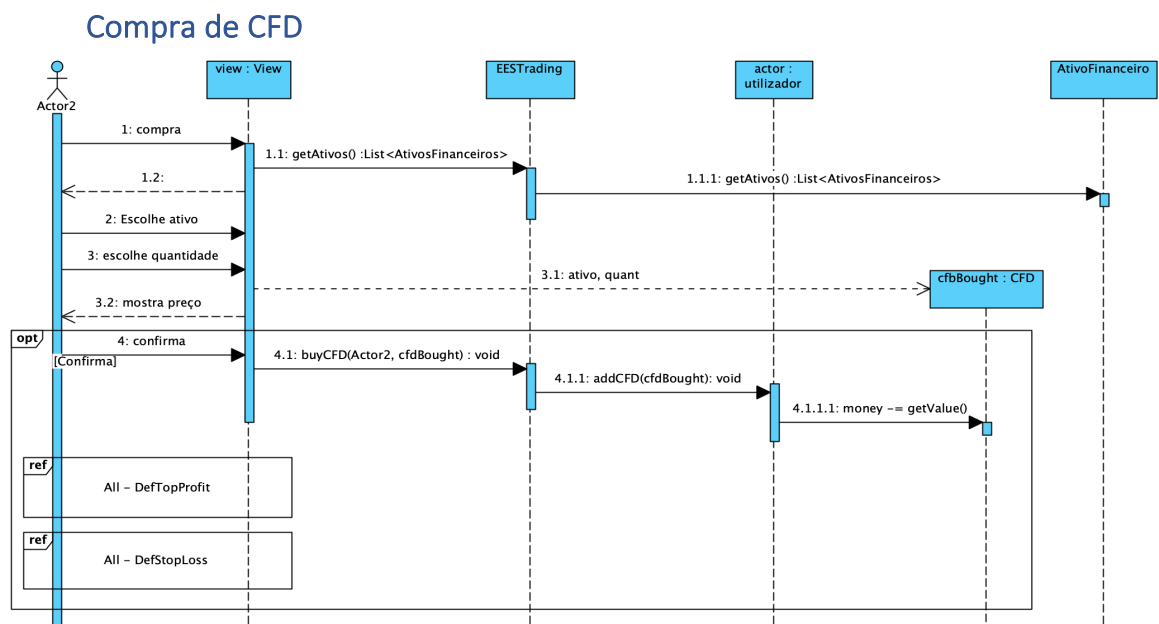 Compra de CFD
Actor2
view : View
EESTrading
actor :
utilizador
AtivoFinanceiro
1: compra
1.1: getAtivos() :List<AtivosFinanceiros>
1.2:
1.1.1: getAtivos() :List<AtivosFinanceiros>
2: Escolhe ativo
3: escolhe quantidade
3.1: ativo, quant
cfbBought : CFD
3.2: mostra preço
opt
4: confirma
[Confirma]
4.1: buyCFD(Actor2, cfdBought) : void
4.1.1: addCFD(cfdBought): void
4.1.1.1: money -= getValue()
ref
All - DefTopProfit
ref
All - DefStopLoss